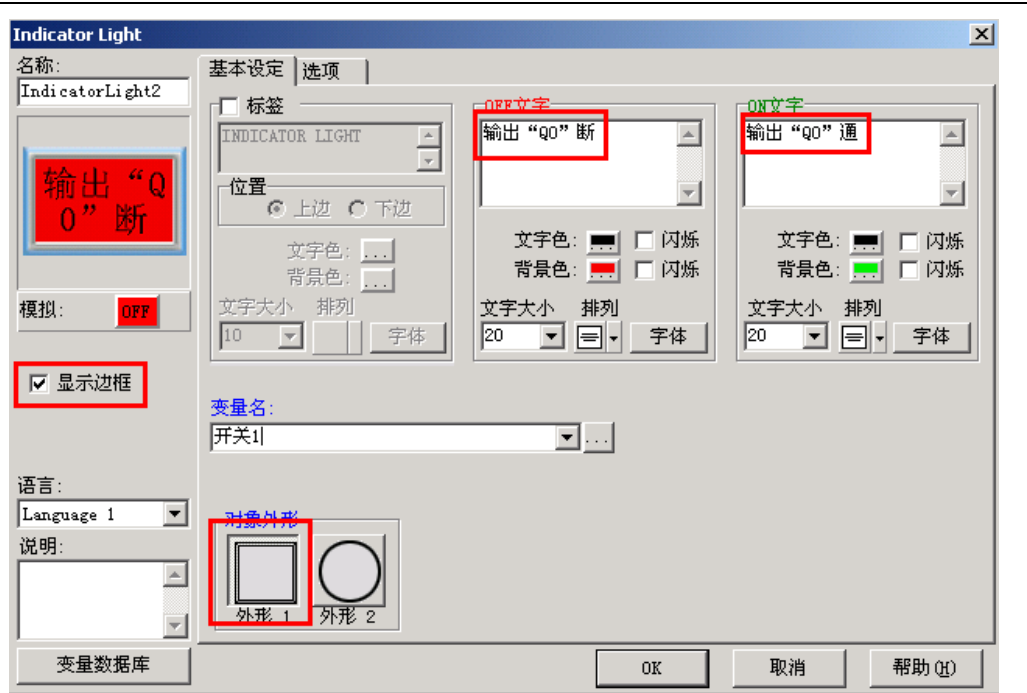 Indicator Light
名称:
IndicatorLight2
输出“Q
0”断
模拟: OFF
显示边框
语言:
Language 1
说明:
变量数据库
基本设定 选项
标签
INDICATOR LIGHT
位置
上边 下边
文字色: ...
背景色: ...
文字大小 排列
10 字体
OFF文字
输出“Q0”断
文字色: ... 闪烁
背景色: ... 闪烁
文字大小 排列
20 字体
ON文字
输出“Q0”通
文字色: ... 闪烁
背景色: ... 闪烁
文字大小 排列
20 字体
变量名:
开关1 ...
对象外形
外形 1 外形 2
OK 取消 帮助(H)